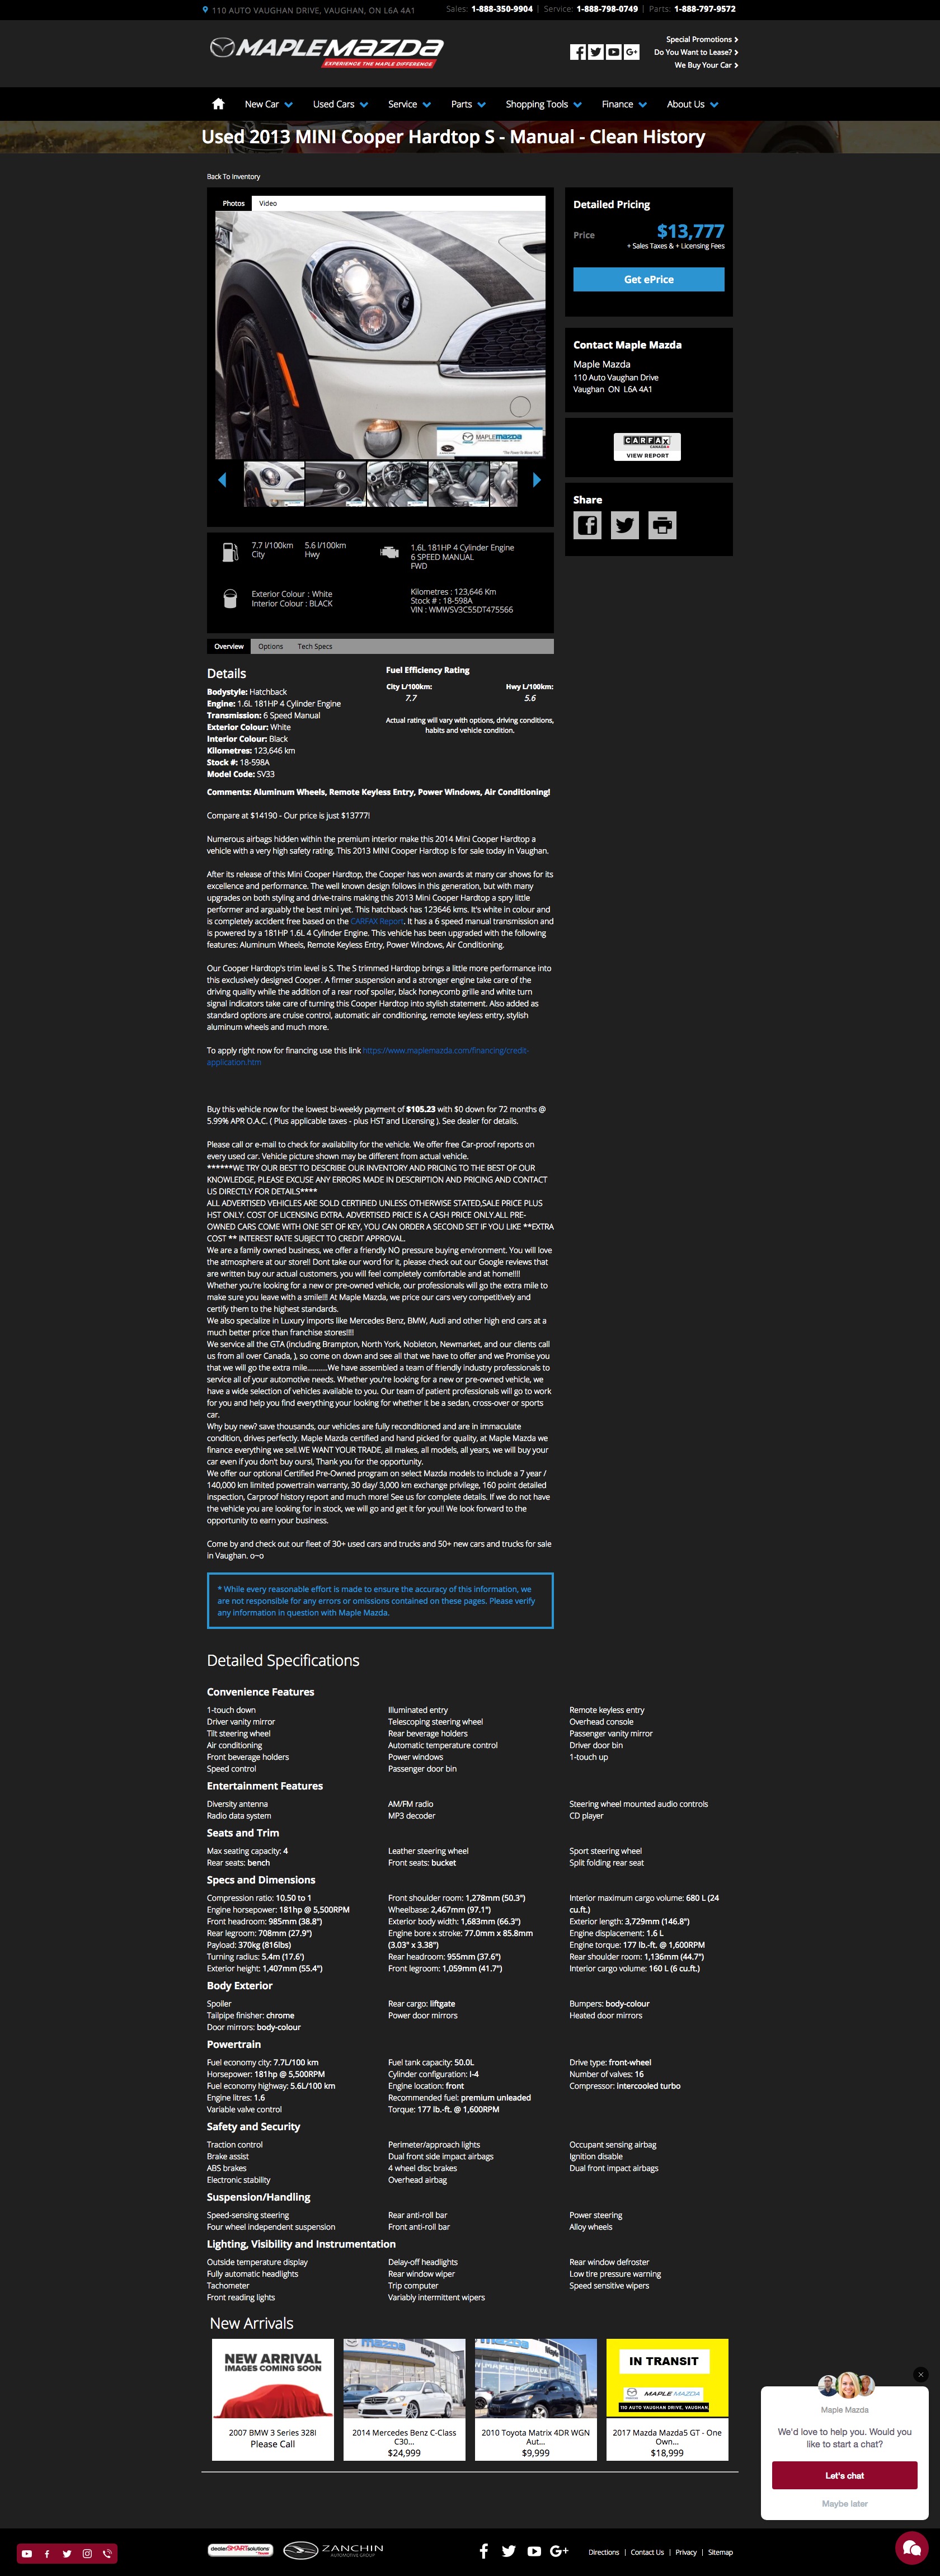 110 AUTO VAUGHAN DRIVE, VAUGHAN, ON L6A 4A1
Sales: 1-888-350-9904 | Service: 1-888-798-0749 | Parts: 1-888-797-9572
MAPLE MAZDA
EXPERIENCE THE MAPLE DIFFERENCE
Special Promotions
Do You Want to Lease?
We Buy Your Car
New Car Used Cars Service Parts Shopping Tools Finance About Us
Used 2013 MINI Cooper Hardtop S - Manual - Clean History
Back To Inventory
Photos Video
MAPLE mazda
Detailed Pricing
Price $13,777
+ Sales Taxes & + Licensing Fees
Get ePrice
Contact Maple Mazda
Maple Mazda
110 Auto Vaughan Drive
Vaughan ON L6A 4A1
CARFAX
CANADA
VIEW REPORT
Share
7.7 l/100km 5.6 l/100km
City Hwy
1.6L 181HP 4 Cylinder Engine
6 SPEED MANUAL
FWD
Exterior Colour : White
Interior Colour : BLACK
Kilometres : 123,646 Km
Stock # : 18-598A
VIN : WMWSV3C55DT475566
Overview Options Tech Specs
Details
Bodystyle: Hatchback
Engine: 1.6L 181HP 4 Cylinder Engine
Transmission: 6 Speed Manual
Exterior Colour: White
Interior Colour: Black
Kilometres: 123,646 km
Stock #: 18-598A
Model Code: SV33
Fuel Efficiency Rating
City L/100km: Hwy L/100km:
7.7 5.6
Actual rating will vary with options, driving conditions,
habits and vehicle condition.
Comments: Aluminum Wheels, Remote Keyless Entry, Power Windows, Air Conditioning!
Compare at $14190 - Our price is just $13777!
Numerous airbags hidden within the premium interior make this 2014 Mini Cooper Hardtop a
vehicle with a very high safety rating. This 2013 MINI Cooper Hardtop is for sale today in Vaughan.
After its release of this Mini Cooper Hardtop, the Cooper has won awards at many car shows for its
excellence and performance. The well known design follows in this generation, but with many
upgrades on both styling and drive-trains making this 2013 Mini Cooper Hardtop a spry little
performer and arguably the best mini yet. This hatchback has 123646 kms. It's white in colour and
is completely accident free based on the CARFAX Report. It has a 6 speed manual transmission and
is powered by a 181HP 1.6L 4 Cylinder Engine. This vehicle has been upgraded with the following
features: Aluminum Wheels, Remote Keyless Entry, Power Windows, Air Conditioning.
Our Cooper Hardtop's trim level is S. The S trimmed Hardtop brings a little more performance into
this exclusively designed Cooper. A firmer suspension and a stronger engine take care of the
driving quality while the addition of a rear roof spoiler, black honeycomb grille and white turn
signal indicators take care of turning this Cooper Hardtop into stylish statement. Also added as
standard options are cruise control, automatic air conditioning, remote keyless entry, stylish
aluminum wheels and much more.
To apply right now for financing use this link https://www.maplemazda.com/financing/credit-
application.htm
Buy this vehicle now for the lowest bi-weekly payment of $105.23 with $0 down for 72 months @
5.99% APR O.A.C. ( Plus applicable taxes - plus HST and Licensing ). See dealer for details.
Please call or e-mail to check for availability for the vehicle. We offer free Car-proof reports on
every used car. Vehicle picture shown may be different from actual vehicle.
******WE TRY OUR BEST TO DESCRIBE OUR INVENTORY AND PRICING TO THE BEST OF OUR
KNOWLEDGE, PLEASE EXCUSE ANY ERRORS MADE IN DESCRIPTION AND PRICING AND CONTACT
US DIRECTLY FOR DETAILS****
ALL ADVERTISED VEHICLES ARE SOLD CERTIFIED UNLESS OTHERWISE STATED,SALE PRICE PLUS
HST ONLY. COST OF LICENSING EXTRA. ADVERTISED PRICE IS A CASH PRICE ONLY.ALL PRE-
OWNED CARS COME WITH ONE SET OF KEY, YOU CAN ORDER A SECOND SET IF YOU LIKE **EXTRA
COST ** INTEREST RATE SUBJECT TO CREDIT APPROVAL.
We are a family owned business, we offer a friendly NO pressure buying environment. You will love
the atmosphere at our store!! Dont take our word for it, please check out our Google reviews that
are written buy our actual customers, you will feel completely comfortable and at home!!!!
Whether you're looking for a new or pre-owned vehicle, our professionals will go the extra mile to
make sure you leave with a smile!!! At Maple Mazda, we price our cars very competitively and
certify them to the highest standards.
We also specialize in Luxury imports like Mercedes Benz, BMW, Audi and other high end cars at a
much better price than franchise stores!!!!
We service all the GTA (including Brampton, North York, Nobleton, Newmarket, and our clients call
us from all over Canada, ), so come on down and see all that we have to offer and we Promise you
that we will go the extra mile...........We have assembled a team of friendly industry professionals to
service all of your automotive needs. Whether you're looking for a new or pre-owned vehicle, we
have a wide selection of vehicles available to you. Our team of patient professionals will go to work
for you and help you find everything your looking for whether it be a sedan, cross-over or sports
car.
Why buy new? save thousands, our vehicles are fully reconditioned and are in immaculate
condition, drives perfectly. Maple Mazda certified and hand picked for quality, at Maple Mazda we
finance everything we sell.WE WANT YOUR TRADE, all makes, all models, all years, we will buy your
car even if you don't buy ours!, Thank you for the opportunity.
We offer our optional Certified Pre-Owned program on select Mazda models to include a 7 year /
140,000 km limited powertrain warranty, 30 day/ 3,000 km exchange privilege, 160 point detailed
inspection, Carproof history report and much more! See us for complete details. If we do not have
the vehicle you are looking for in stock, we will go and get it for you!! We look forward to the
opportunity to earn your business.
Come by and check out our fleet of 30+ used cars and trucks and 50+ new cars and trucks for sale
in Vaughan. o~o
* While every reasonable effort is made to ensure the accuracy of this information, we
are not responsible for any errors or omissions contained on these pages. Please verify
any information in question with Maple Mazda.
Detailed Specifications
Convenience Features
1-touch down Illuminated entry Remote keyless entry
Driver vanity mirror Telescoping steering wheel Overhead console
Tilt steering wheel Rear beverage holders Passenger vanity mirror
Air conditioning Automatic temperature control Driver door bin
Front beverage holders Power windows 1-touch up
Speed control Passenger door bin
Entertainment Features
Diversity antenna AM/FM radio Steering wheel mounted audio controls
Radio data system MP3 decoder CD player
Seats and Trim
Max seating capacity: 4 Leather steering wheel Sport steering wheel
Rear seats: bench Front seats: bucket Split folding rear seat
Specs and Dimensions
Compression ratio: 10.50 to 1 Front shoulder room: 1,278mm (50.3") Interior maximum cargo volume: 680 L (24
Engine horsepower: 181hp @ 5,500RPM Wheelbase: 2,467mm (97.1") cu.ft.)
Front headroom: 985mm (38.8") Exterior body width: 1,683mm (66.3") Exterior length: 3,729mm (146.8")
Rear legroom: 708mm (27.9") Engine bore x stroke: 77.0mm x 85.8mm Engine displacement: 1.6 L
Payload: 370kg (816lbs) (3.03" x 3.38") Engine torque: 177 lb.-ft. @ 1,600RPM
Turning radius: 5.4m (17.6') Rear headroom: 955mm (37.6") Rear shoulder room: 1,136mm (44.7")
Exterior height: 1,407mm (55.4") Front legroom: 1,059mm (41.7") Interior cargo volume: 160 L (6 cu.ft.)
Body Exterior
Spoiler Rear cargo: liftgate Bumpers: body-colour
Tailpipe finisher: chrome Power door mirrors Heated door mirrors
Door mirrors: body-colour
Powertrain
Fuel economy city: 7.7L/100 km Fuel tank capacity: 50.0L Drive type: front-wheel
Horsepower: 181hp @ 5,500RPM Cylinder configuration: I-4 Number of valves: 16
Fuel economy highway: 5.6L/100 km Engine location: front Compressor: intercooled turbo
Engine litres: 1.6 Recommended fuel: premium unleaded
Variable valve control Torque: 177 lb.-ft. @ 1,600RPM
Safety and Security
Traction control Perimeter/approach lights Occupant sensing airbag
Brake assist Dual front side impact airbags Ignition disable
ABS brakes 4 wheel disc brakes Dual front impact airbags
Electronic stability Overhead airbag
Suspension/Handling
Speed-sensing steering Rear anti-roll bar Power steering
Four wheel independent suspension Front anti-roll bar Alloy wheels
Lighting, Visibility and Instrumentation
Outside temperature display Delay-off headlights Rear window defroster
Fully automatic headlights Rear window wiper Low tire pressure warning
Tachometer Trip computer Speed sensitive wipers
Front reading lights Variably intermittent wipers
New Arrivals
NEW ARRIVAL
IMAGES COMING SOON
2007 BMW 3 Series 328I
Please Call
mazda
2014 Mercedes Benz C-Class
C30...
$24,999
mazda
2010 Toyota Matrix 4DR WGN
Aut...
$9,999
IN TRANSIT
MAPLE MAZDA
110 AUTO VAUGHAN DRIVE, VAUGHAN,
2017 Mazda Mazda5 GT - One
Own...
$18,999
Maple Mazda
We'd love to help you. Would you
like to start a chat?
Let's chat
Maybe later
dealerSMARTsolutions
ZANCHIN
AUTOMOTIVE GROUP
Directions | Contact Us | Privacy | Sitemap